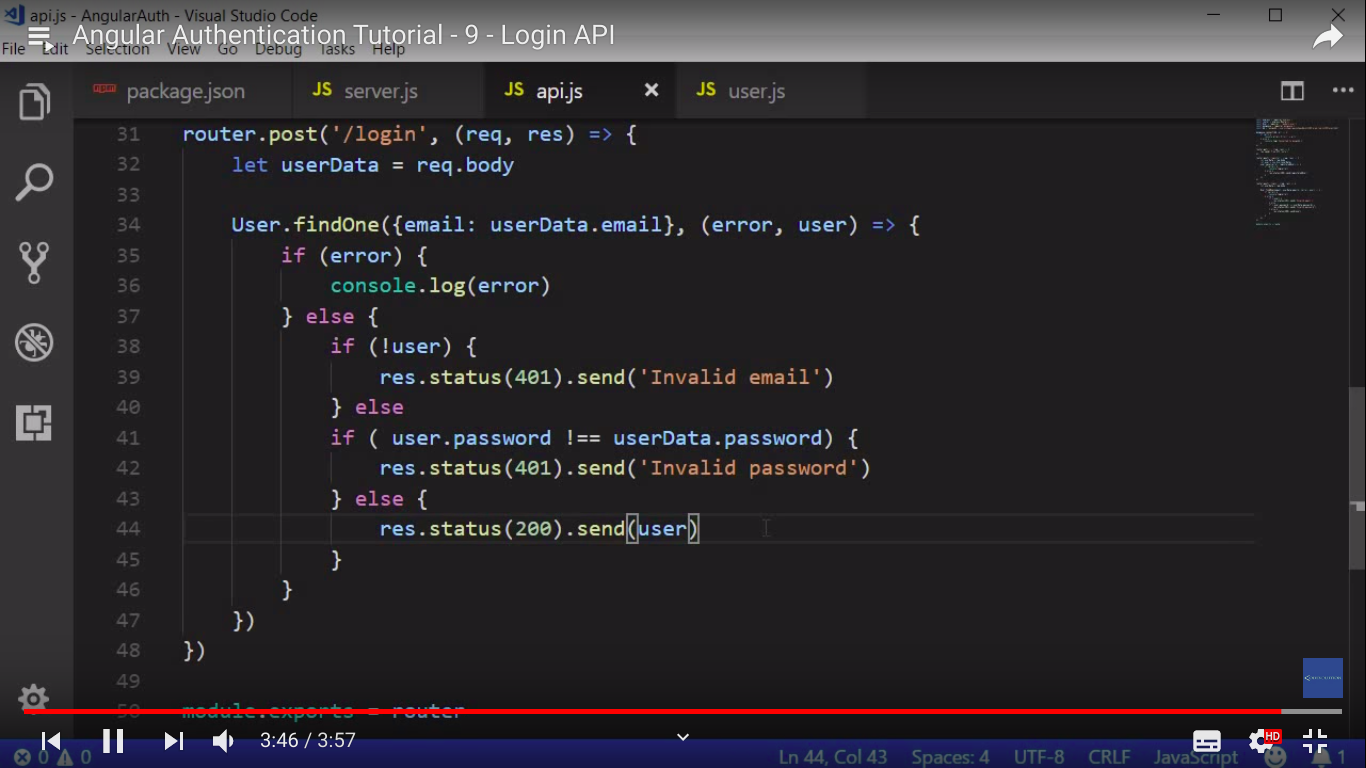 api.js - AngularAuth - Visual Studio Code
Angular Authentication Tutorial - 9 - Login API
File Edit Selection View Go Debug Tasks Help
npm package.json JS server.js JS api.js JS user.js
31 router.post('/login', (req, res) => {
32 let userData = req.body
33
34 User.findOne({email: userData.email}, (error, user) => {
35 if (error) {
36 console.log(error)
37 } else {
38 if (!user) {
39 res.status(401).send('Invalid email')
40 } else
41 if ( user.password !== userData.password) {
42 res.status(401).send('Invalid password')
43 } else {
44 res.status(200).send(user)
45 }
46 }
47 })
48 })
49
50 module.exports = router
3:46 / 3:57
HD
0 0 Ln 44, Col 43 Spaces: 4 UTF-8 CRLF JavaScript 1